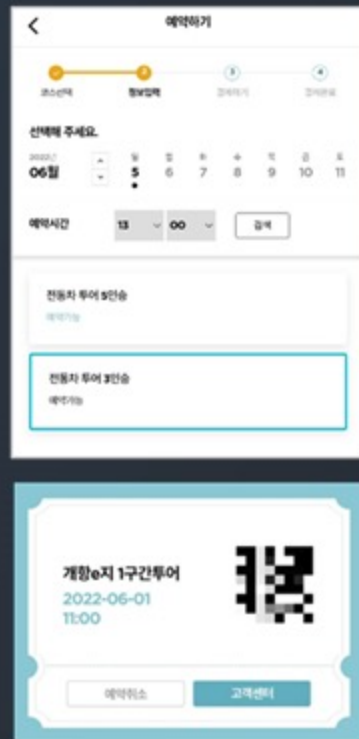 예약하기
1 2 3 4
코스선택 정보입력 결제하기 결제완료
선택해 주세요.
2022년
06월
일 월 화 수 목 금 토
5 6 7 8 9 10 11
예약시간 13 00 검색
전동차 투어 5인승
예약가능
전동차 투어 3인승
예약가능
개항e지 1구간투어
2022-06-01
11:00
예약취소 고객센터